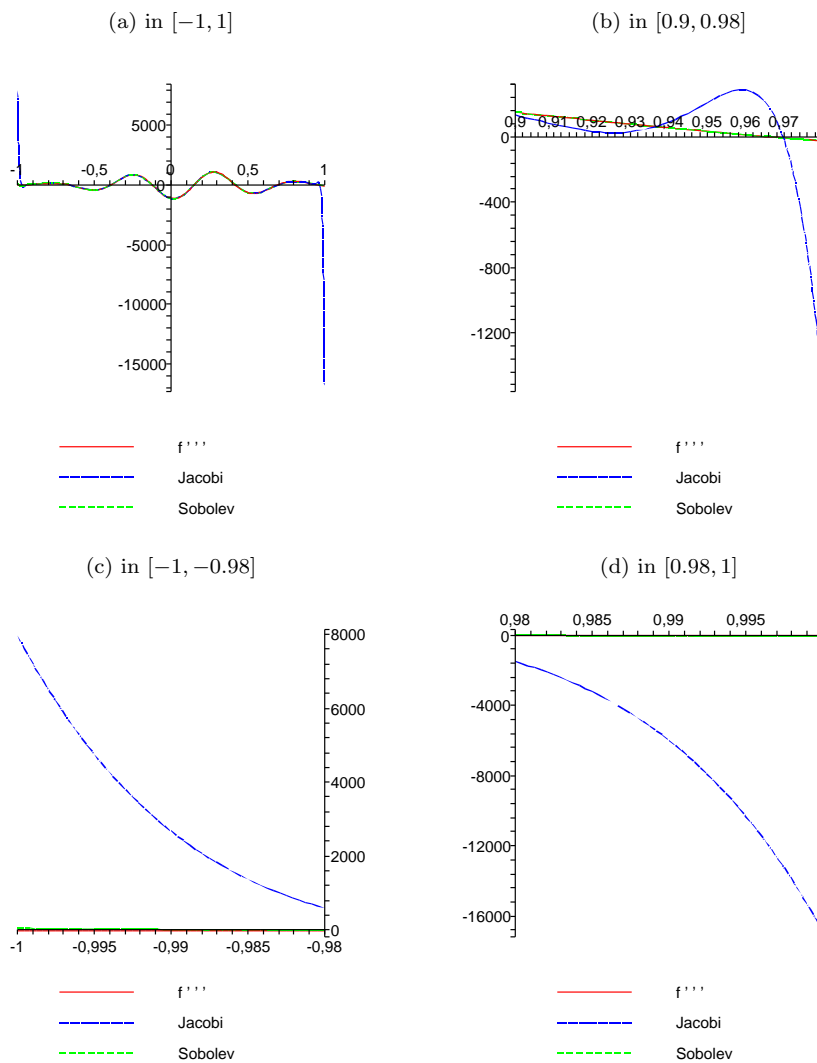 (a) in [−1, 1]
5000
-1 -0,5 0 0,5 1
0
-5000
-10000
-15000
f ' ' '
Jacobi
Sobolev
(b) in [0.9, 0.98]
0.9 0,91 0,92 0,93 0,94 0,95 0,96 0,97
0
-400
-800
-1200
f ' ' '
Jacobi
Sobolev
(c) in [−1, −0.98]
8000
6000
4000
2000
0
-1 -0,995 -0,99 -0,985 -0,98
f ' ' '
Jacobi
Sobolev
(d) in [0.98, 1]
0,98 0,985 0,99 0,995
0
-4000
-8000
-12000
-16000
f ' ' '
Jacobi
Sobolev